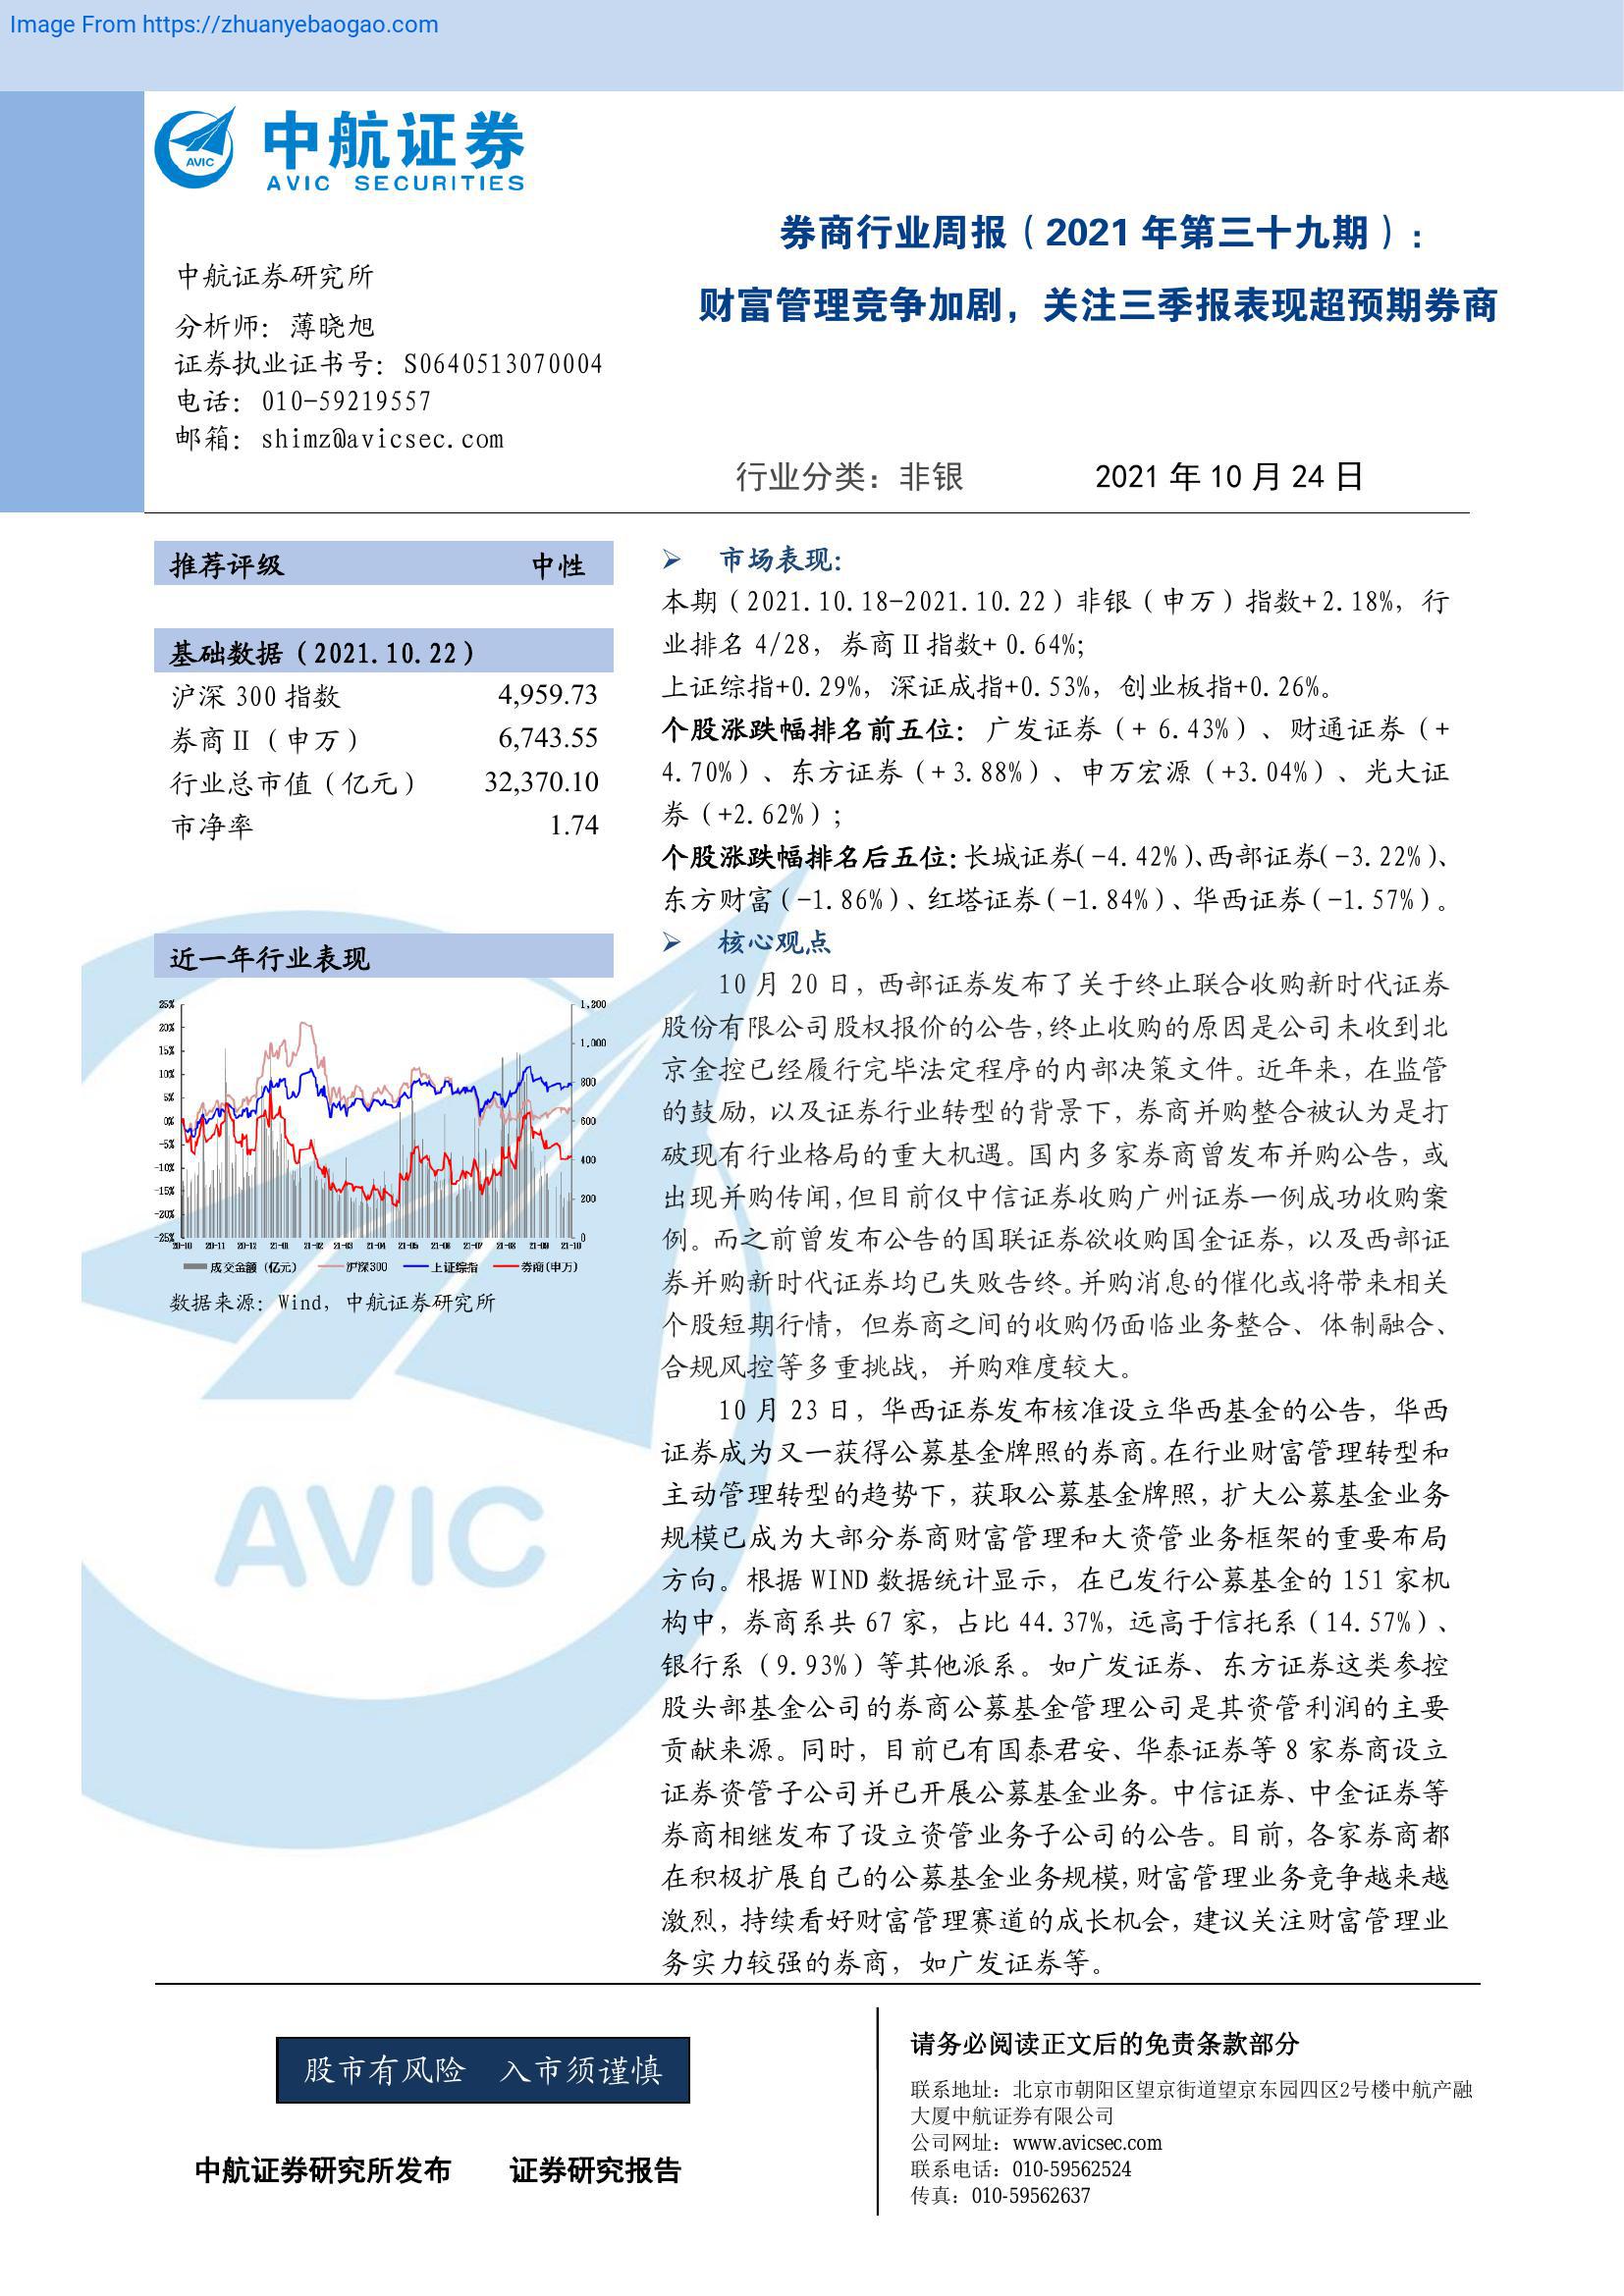 Image From https://zhuanyebaogao.com
AVIC
中航证券
AVIC SECURITIES
券商行业周报（2021 年第三十九期）：
财富管理竞争加剧，关注三季报表现超预期券商
中航证券研究所
分析师：薄晓旭
证券执业证书号：S0640513070004
电话：010-59219557
邮箱：shimz@avicsec.com
行业分类：非银 2021 年 10 月 24 日
推荐评级 中性
基础数据（2021.10.22）
沪深 300 指数 4,959.73
券商Ⅱ（申万） 6,743.55
行业总市值（亿元） 32,370.10
市净率 1.74
近一年行业表现
25%
20%
15%
10%
5%
0%
-5%
-10%
-15%
-20%
-25%
1,200
1,000
800
600
400
200
0
20-10 20-11 20-12 21-01 21-02 21-03 21-04 21-05 21-06 21-07 21-08 21-09 21-10
成交金额（亿元） 沪深300 上证综指 券商(申万)
数据来源：Wind，中航证券研究所
AVIC
➢ 市场表现：
本期（2021.10.18-2021.10.22）非银（申万）指数+2.18%，行
业排名 4/28，券商Ⅱ指数+ 0.64%;
上证综指+0.29%，深证成指+0.53%，创业板指+0.26%。
个股涨跌幅排名前五位：广发证券（+ 6.43%）、财通证券（+
4.70%）、东方证券（+ 3.88%）、申万宏源（+3.04%）、光大证
券（+2.62%）；
个股涨跌幅排名后五位：长城证券(-4.42%)、西部证券(-3.22%)、
东方财富(-1.86%)、红塔证券(-1.84%)、华西证券(-1.57%)。
➢ 核心观点
10 月 20 日，西部证券发布了关于终止联合收购新时代证券
股份有限公司股权报价的公告，终止收购的原因是公司未收到北
京金控已经履行完毕法定程序的内部决策文件。近年来，在监管
的鼓励，以及证券行业转型的背景下，券商并购整合被认为是打
破现有行业格局的重大机遇。国内多家券商曾发布并购公告，或
出现并购传闻，但目前仅中信证券收购广州证券一例成功收购案
例。而之前曾发布公告的国联证券欲收购国金证券，以及西部证
券并购新时代证券均已失败告终。并购消息的催化或将带来相关
个股短期行情，但券商之间的收购仍面临业务整合、体制融合、
合规风控等多重挑战，并购难度较大。
10 月 23 日，华西证券发布核准设立华西基金的公告，华西
证券成为又一获得公募基金牌照的券商。在行业财富管理转型和
主动管理转型的趋势下，获取公募基金牌照，扩大公募基金业务
规模已成为大部分券商财富管理和大资管业务框架的重要布局
方向。根据 WIND 数据统计显示，在已发行公募基金的 151 家机
构中，券商系共 67 家，占比 44.37%，远高于信托系（14.57%）、
银行系（9.93%）等其他派系。如广发证券、东方证券这类参控
股头部基金公司的券商公募基金管理公司是其资管利润的主要
贡献来源。同时，目前已有国泰君安、华泰证券等 8 家券商设立
证券资管子公司并已开展公募基金业务。中信证券、中金证券等
券商相继发布了设立资管业务子公司的公告。目前，各家券商都
在积极扩展自己的公募基金业务规模，财富管理业务竞争越来越
激烈，持续看好财富管理赛道的成长机会，建议关注财富管理业
务实力较强的券商，如广发证券等。
股市有风险 入市须谨慎
中航证券研究所发布 证券研究报告
请务必阅读正文后的免责条款部分
联系地址：北京市朝阳区望京街道望京东园四区2号楼中航产融
大厦中航证券有限公司
公司网址：www.avicsec.com
联系电话：010-59562524
传真：010-59562637